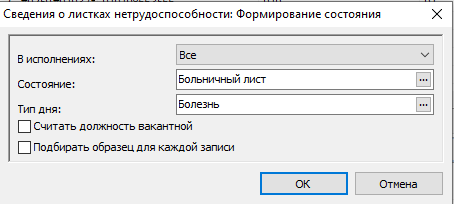 Сведения о листках нетрудоспособности: Формирование состояния
В исполнениях: Все
Состояние: Больничный лист ...
Тип дня: Болезнь ...
Считать должность вакантной
Подбирать образец для каждой записи
ОК Отмена